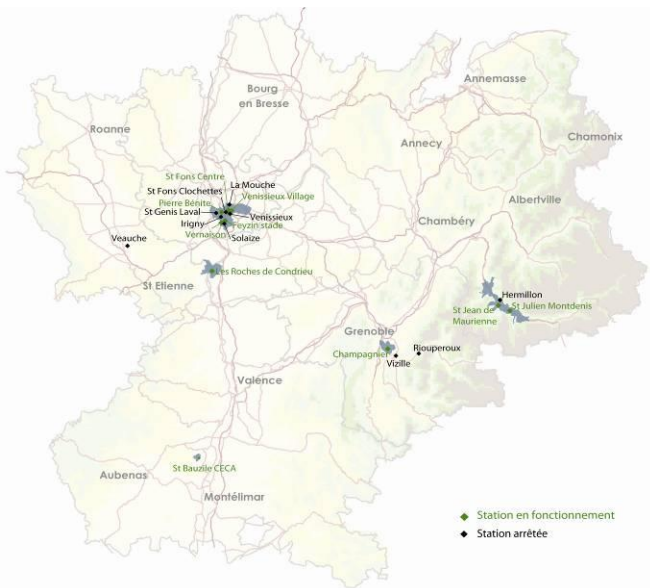 Annemasse
Bourg
en Bresse
Roanne
Chamonix
Annecy
St Fons Centre
La Mouche
St Fons Clochettes
Venissieux Village
Pierre Bénite
Albertville
St Genis Laval
Venissieux
Irigny
Feyzin stade
Chambéry
Vernaison
Solaize
Veauche
Les Roches de Condrieu
St Etienne
Hermillon
St Julien Montdenis
St Jean de
Maurienne
Grenoble
Riouperoux
Champagnier
Vizille
Valence
St Bauzile CECA
Aubenas
Montélimar
Station en fonctionnement
Station arrêtée